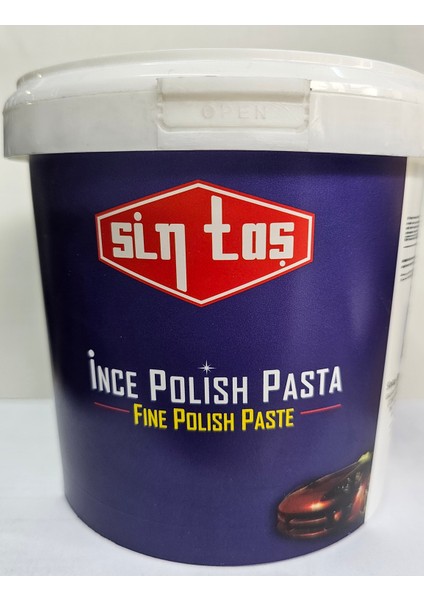 OPEN
sin taş
İNCE POLISH PASTA
FINE POLISH PASTE